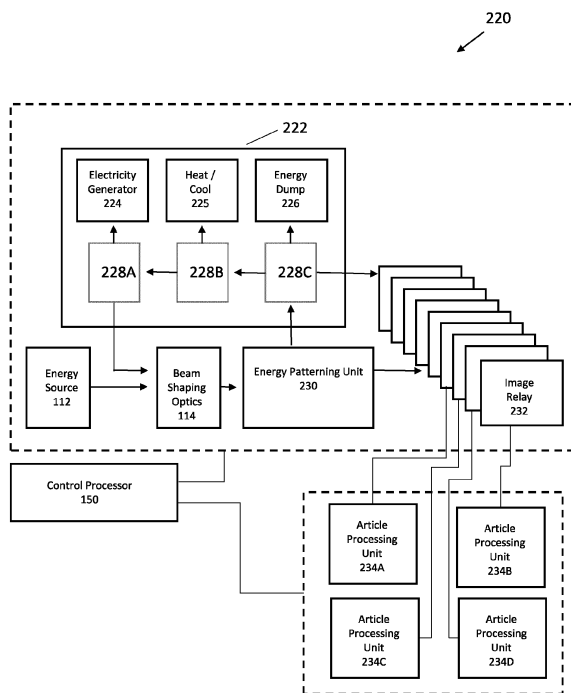 220
222
Electricity
Generator
224
Heat /
Cool
225
Energy
Dump
226
228A
228B
228C
Energy
Source
112
Beam
Shaping
Optics
114
Energy Patterning Unit
230
Image
Relay
232
Control Processor
150
Article
Processing
Unit
234A
Article
Processing
Unit
234B
Article
Processing
Unit
234C
Article
Processing
Unit
234D